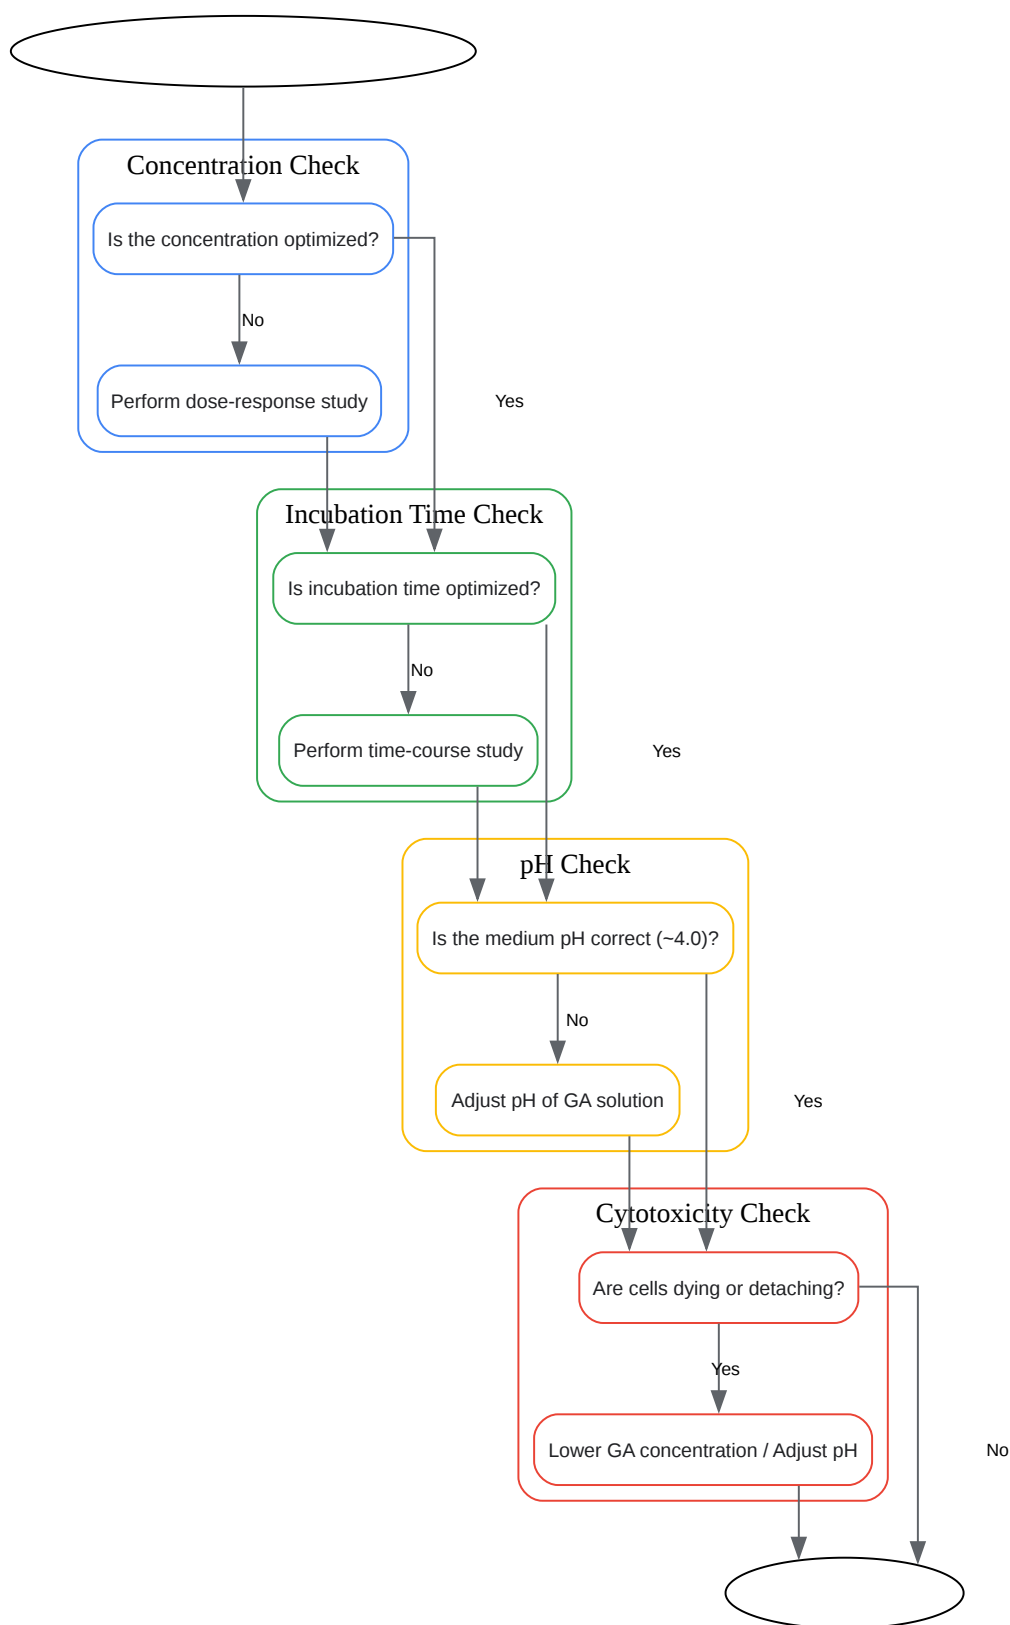 Concentration Check
Is the concentration optimized?
No
Perform dose-response study
Yes
Incubation Time Check
Is incubation time optimized?
No
Perform time-course study
Yes
pH Check
Is the medium pH correct (~4.0)?
No
Adjust pH of GA solution
Yes
Cytotoxicity Check
Are cells dying or detaching?
Yes
Lower GA concentration / Adjust pH
No